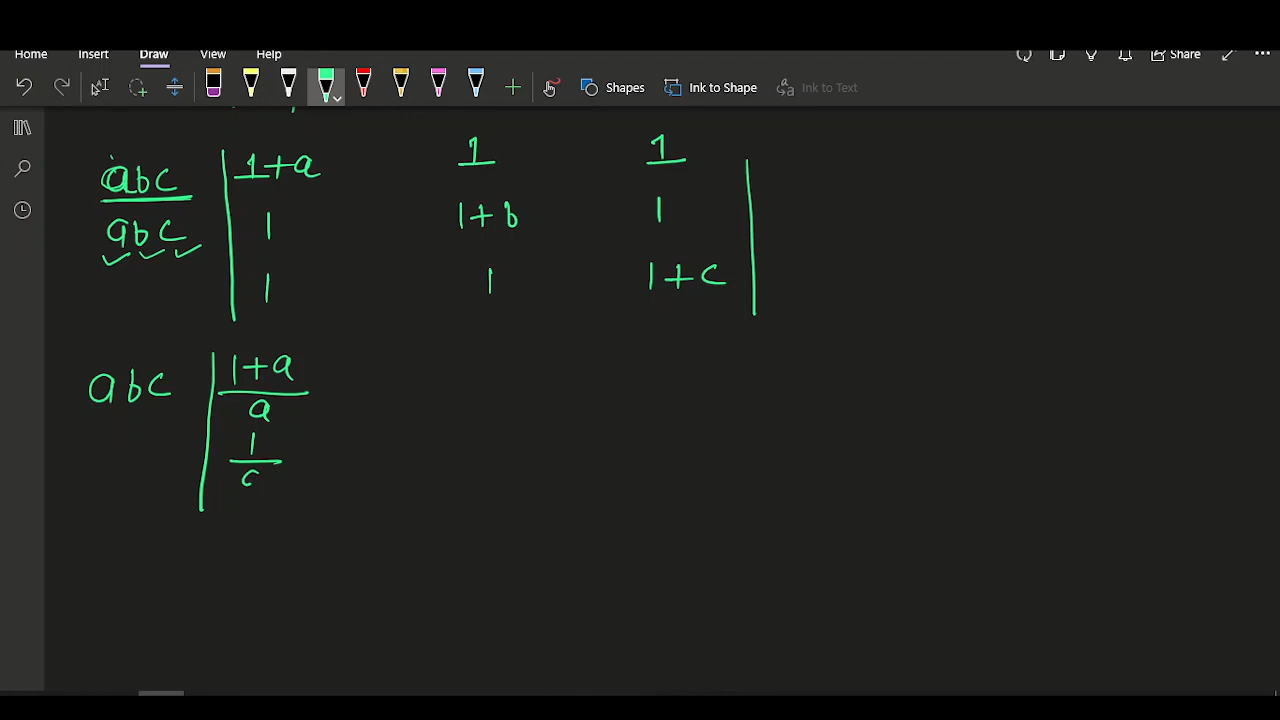 Home Insert Draw View Help Share
Shapes Ink to Shape Ink to Text
abc | 1+a 1 1 |
abc | 1 1+b 1 |
| 1 1 1+c |
abc | 1+a
a
1
c